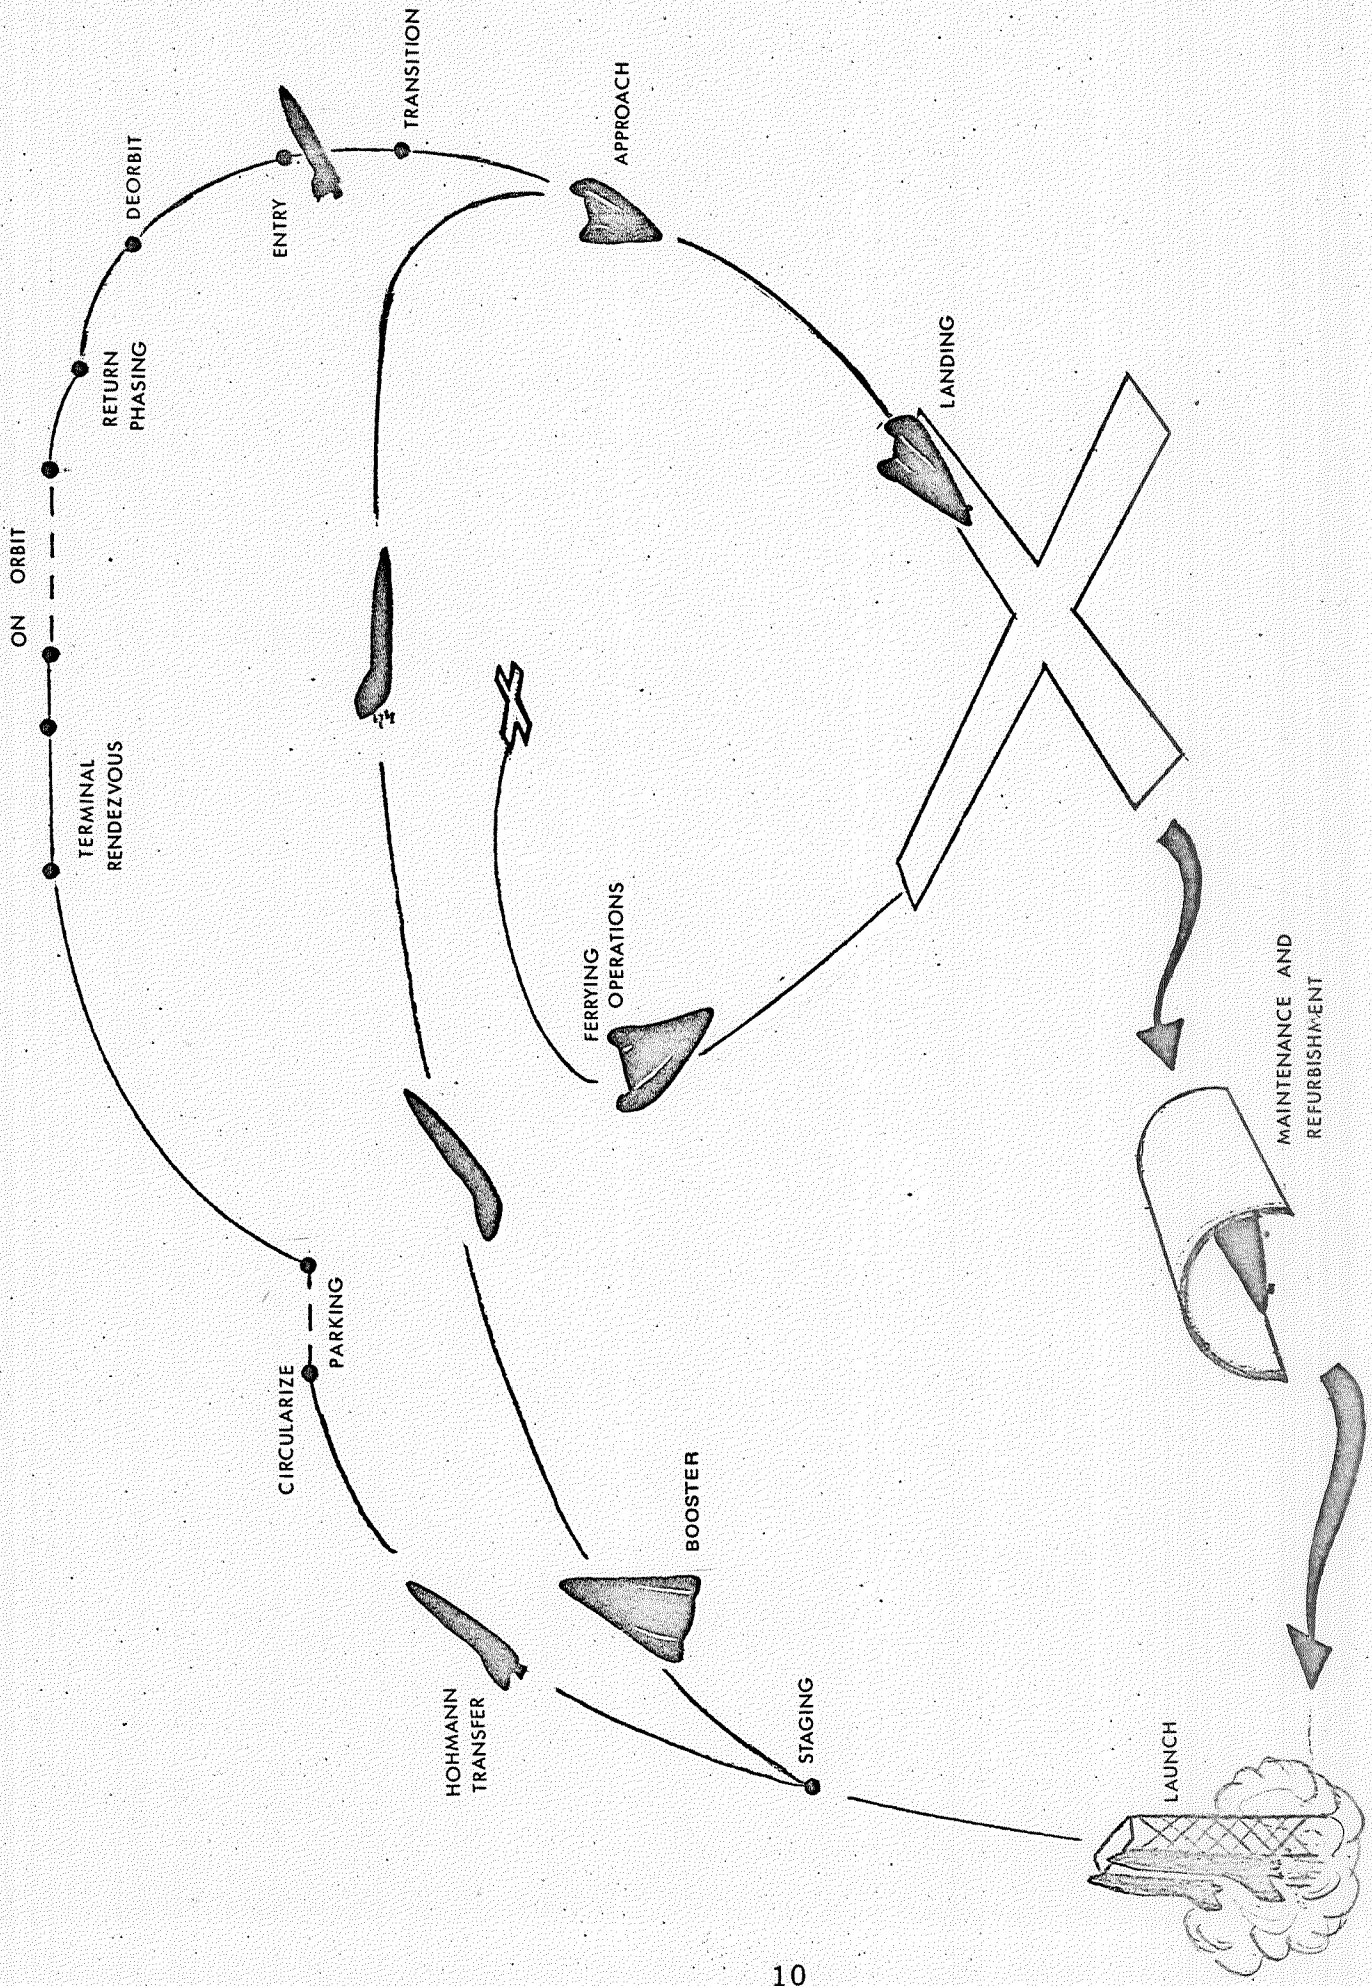 ON ORBIT
TERMINAL
RENDEZVOUS
RETURN
PHASING
DEORBIT
ENTRY
TRANSITION
APPROACH
LANDING
CIRCULARIZE
PARKING
HOHMANN
TRANSFER
BOOSTER
STAGING
FERRYING
OPERATIONS
MAINTENANCE AND
REFURBISHMENT
LAUNCH
10